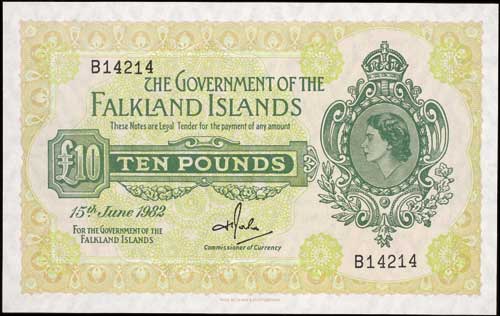 B14214
THE GOVERNMENT OF THE
FALKLAND ISLANDS
These Notes are Legal Tender for the payment of any amount
£10 TEN POUNDS
15th June 1982
FOR THE GOVERNMENT OF THE
FALKLAND ISLANDS
Commissioner of Currency
B14214